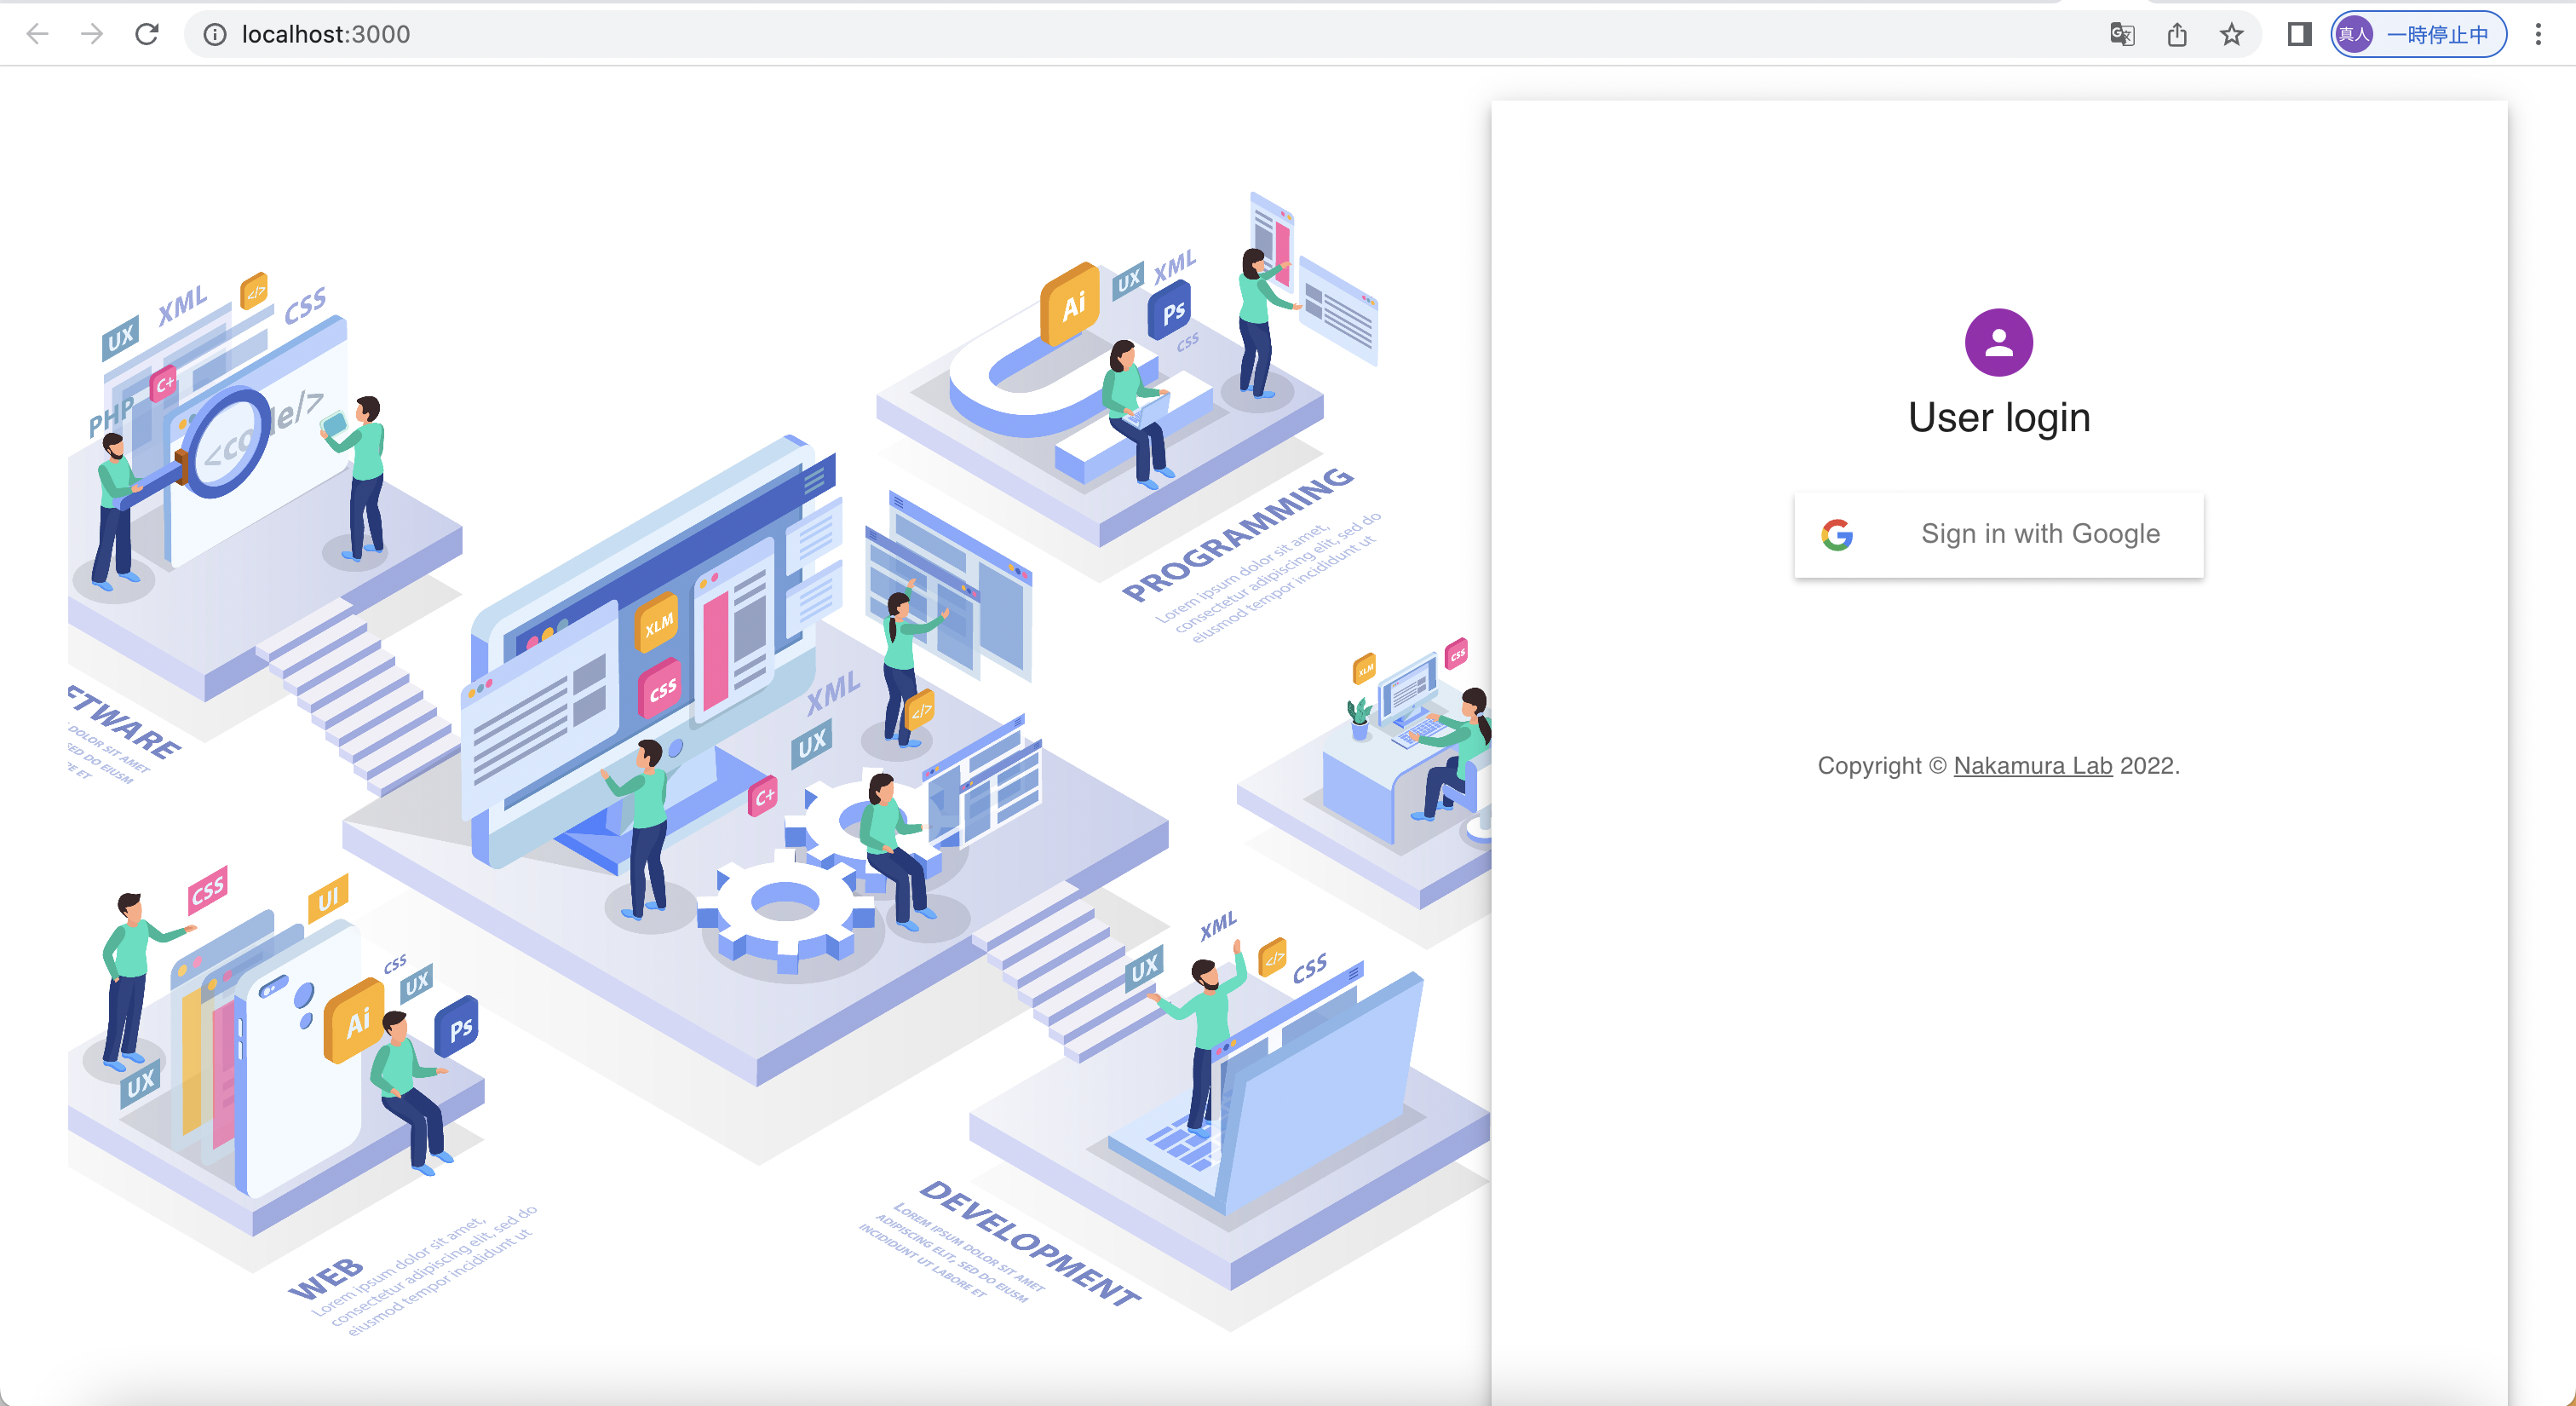 localhost:3000
真人 一時停止中
UX
XML
</>
CSS
C+
PHP
<code/>
FTWARE
DOLOR SIT AMET
SED DO EIUSM
RE ET
Ai
UX
XML
Ps
CSS
PROGRAMMING
Lorem ipsum dolor sit amet,
consectetur adipiscing elit, sed do
eiusmod tempor incididunt ut
XLM
CSS
XML
UX
C+
</>
XLM
CSS
CSS
UI
CSS
UX
Ai
Ps
UX
WEB
Lorem ipsum dolor sit amet,
consectetur adipiscing elit, sed do
eiusmod tempor incididunt ut
XML
UX
</>
CSS
DEVELOPMENT
LOREM IPSUM DOLOR SIT AMET
ADIPISCING ELIT, SED DO EIUSM
INCIDIDUNT UT LABORE ET
User login
Sign in with Google
Copyright © Nakamura Lab 2022.